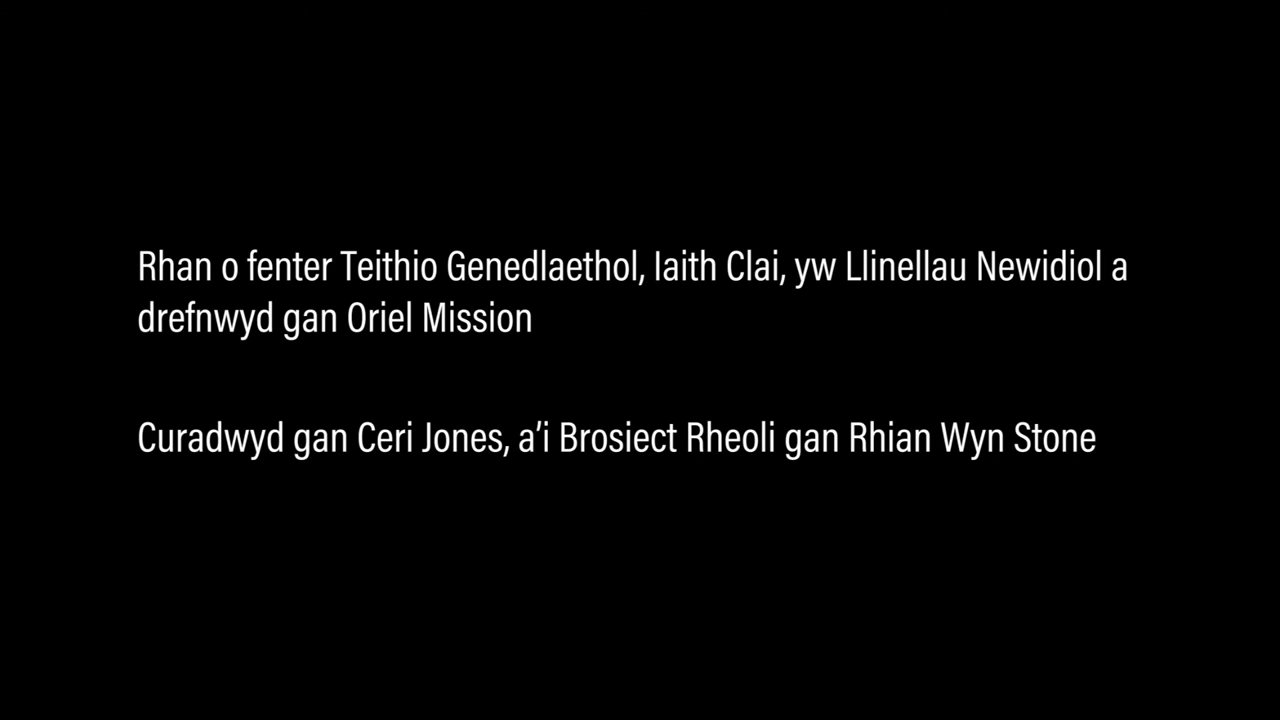 Rhan o fenter Teithio Genedlaethol, Iaith Clai, yw Llinellau Newidiol a
drefnwyd gan Oriel Mission
Curadwyd gan Ceri Jones, a’i Brosiect Rheoli gan Rhian Wyn Stone